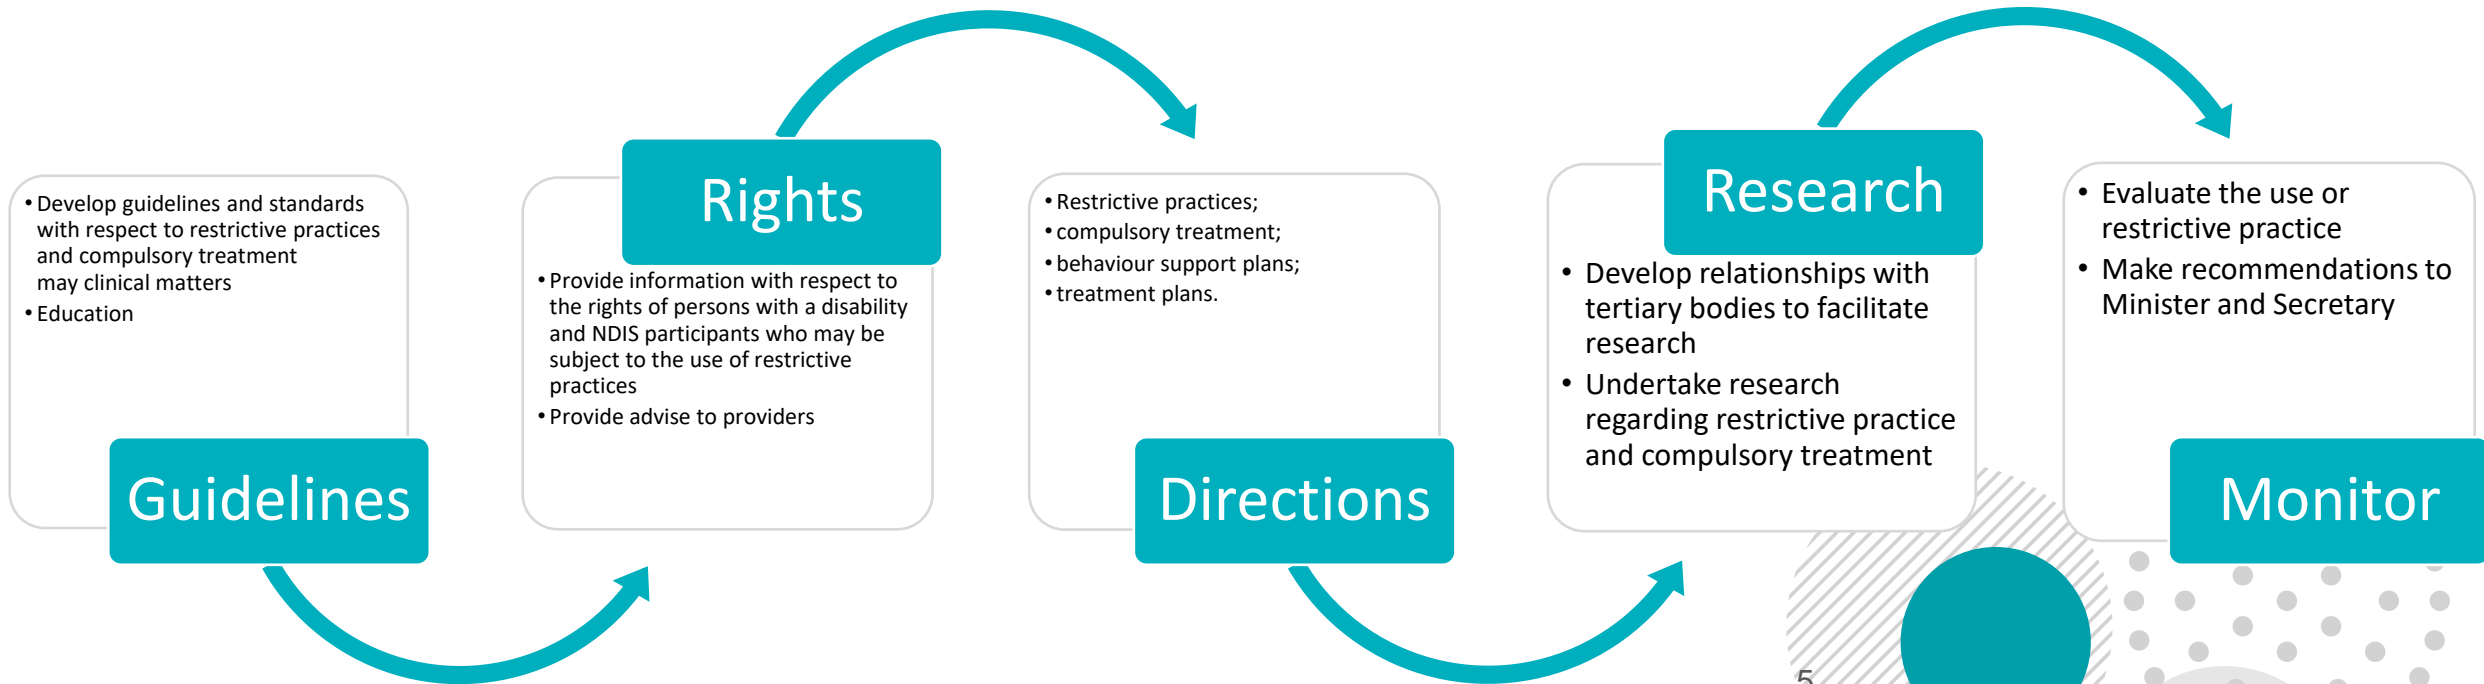 • Develop guidelines and standards
with respect to restrictive practices
and compulsory treatment
may clinical matters
• Education
Guidelines
Rights
• Provide information with respect to
the rights of persons with a disability
and NDIS participants who may be
subject to the use of restrictive
practices
• Provide advise to providers
• Restrictive practices;
• compulsory treatment;
• behaviour support plans;
• treatment plans.
Directions
Research
• Develop relationships with
tertiary bodies to facilitate
research
• Undertake research
regarding restrictive practice
and compulsory treatment
• Evaluate the use or
restrictive practice
• Make recommendations to
Minister and Secretary
Monitor
5